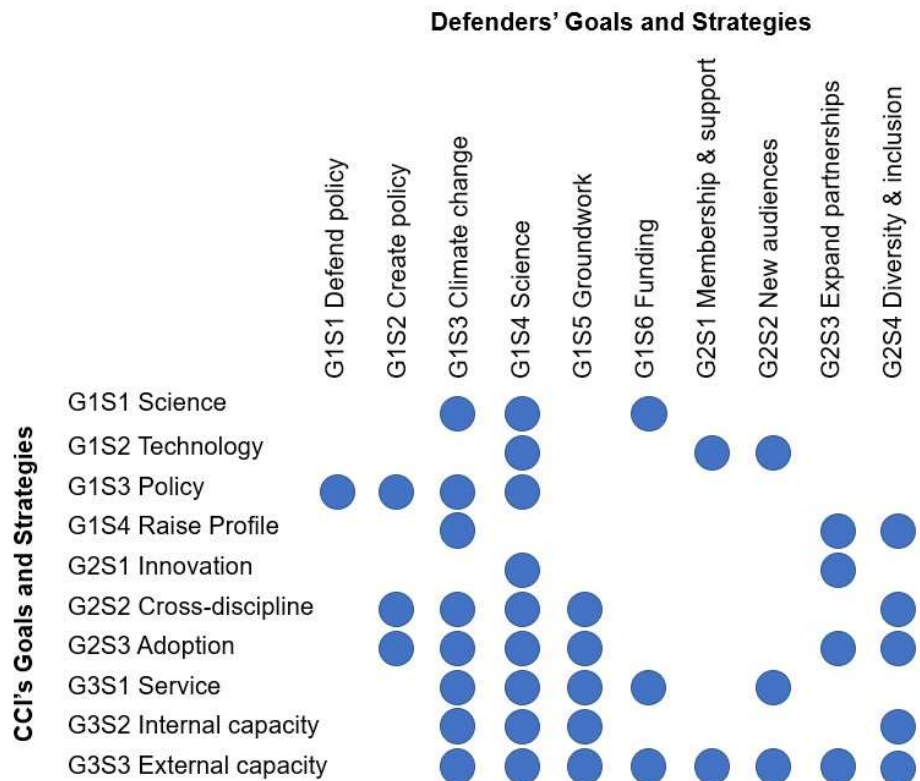 Defenders’ Goals and Strategies
G1S1 Defend policy
G1S2 Create policy
G1S3 Climate change
G1S4 Science
G1S5 Groundwork
G1S6 Funding
G2S1 Membership & support
G2S2 New audiences
G2S3 Expand partnerships
G2S4 Diversity & inclusion
CCI’s Goals and Strategies
G1S1 Science
G1S2 Technology
G1S3 Policy
G1S4 Raise Profile
G2S1 Innovation
G2S2 Cross-discipline
G2S3 Adoption
G3S1 Service
G3S2 Internal capacity
G3S3 External capacity